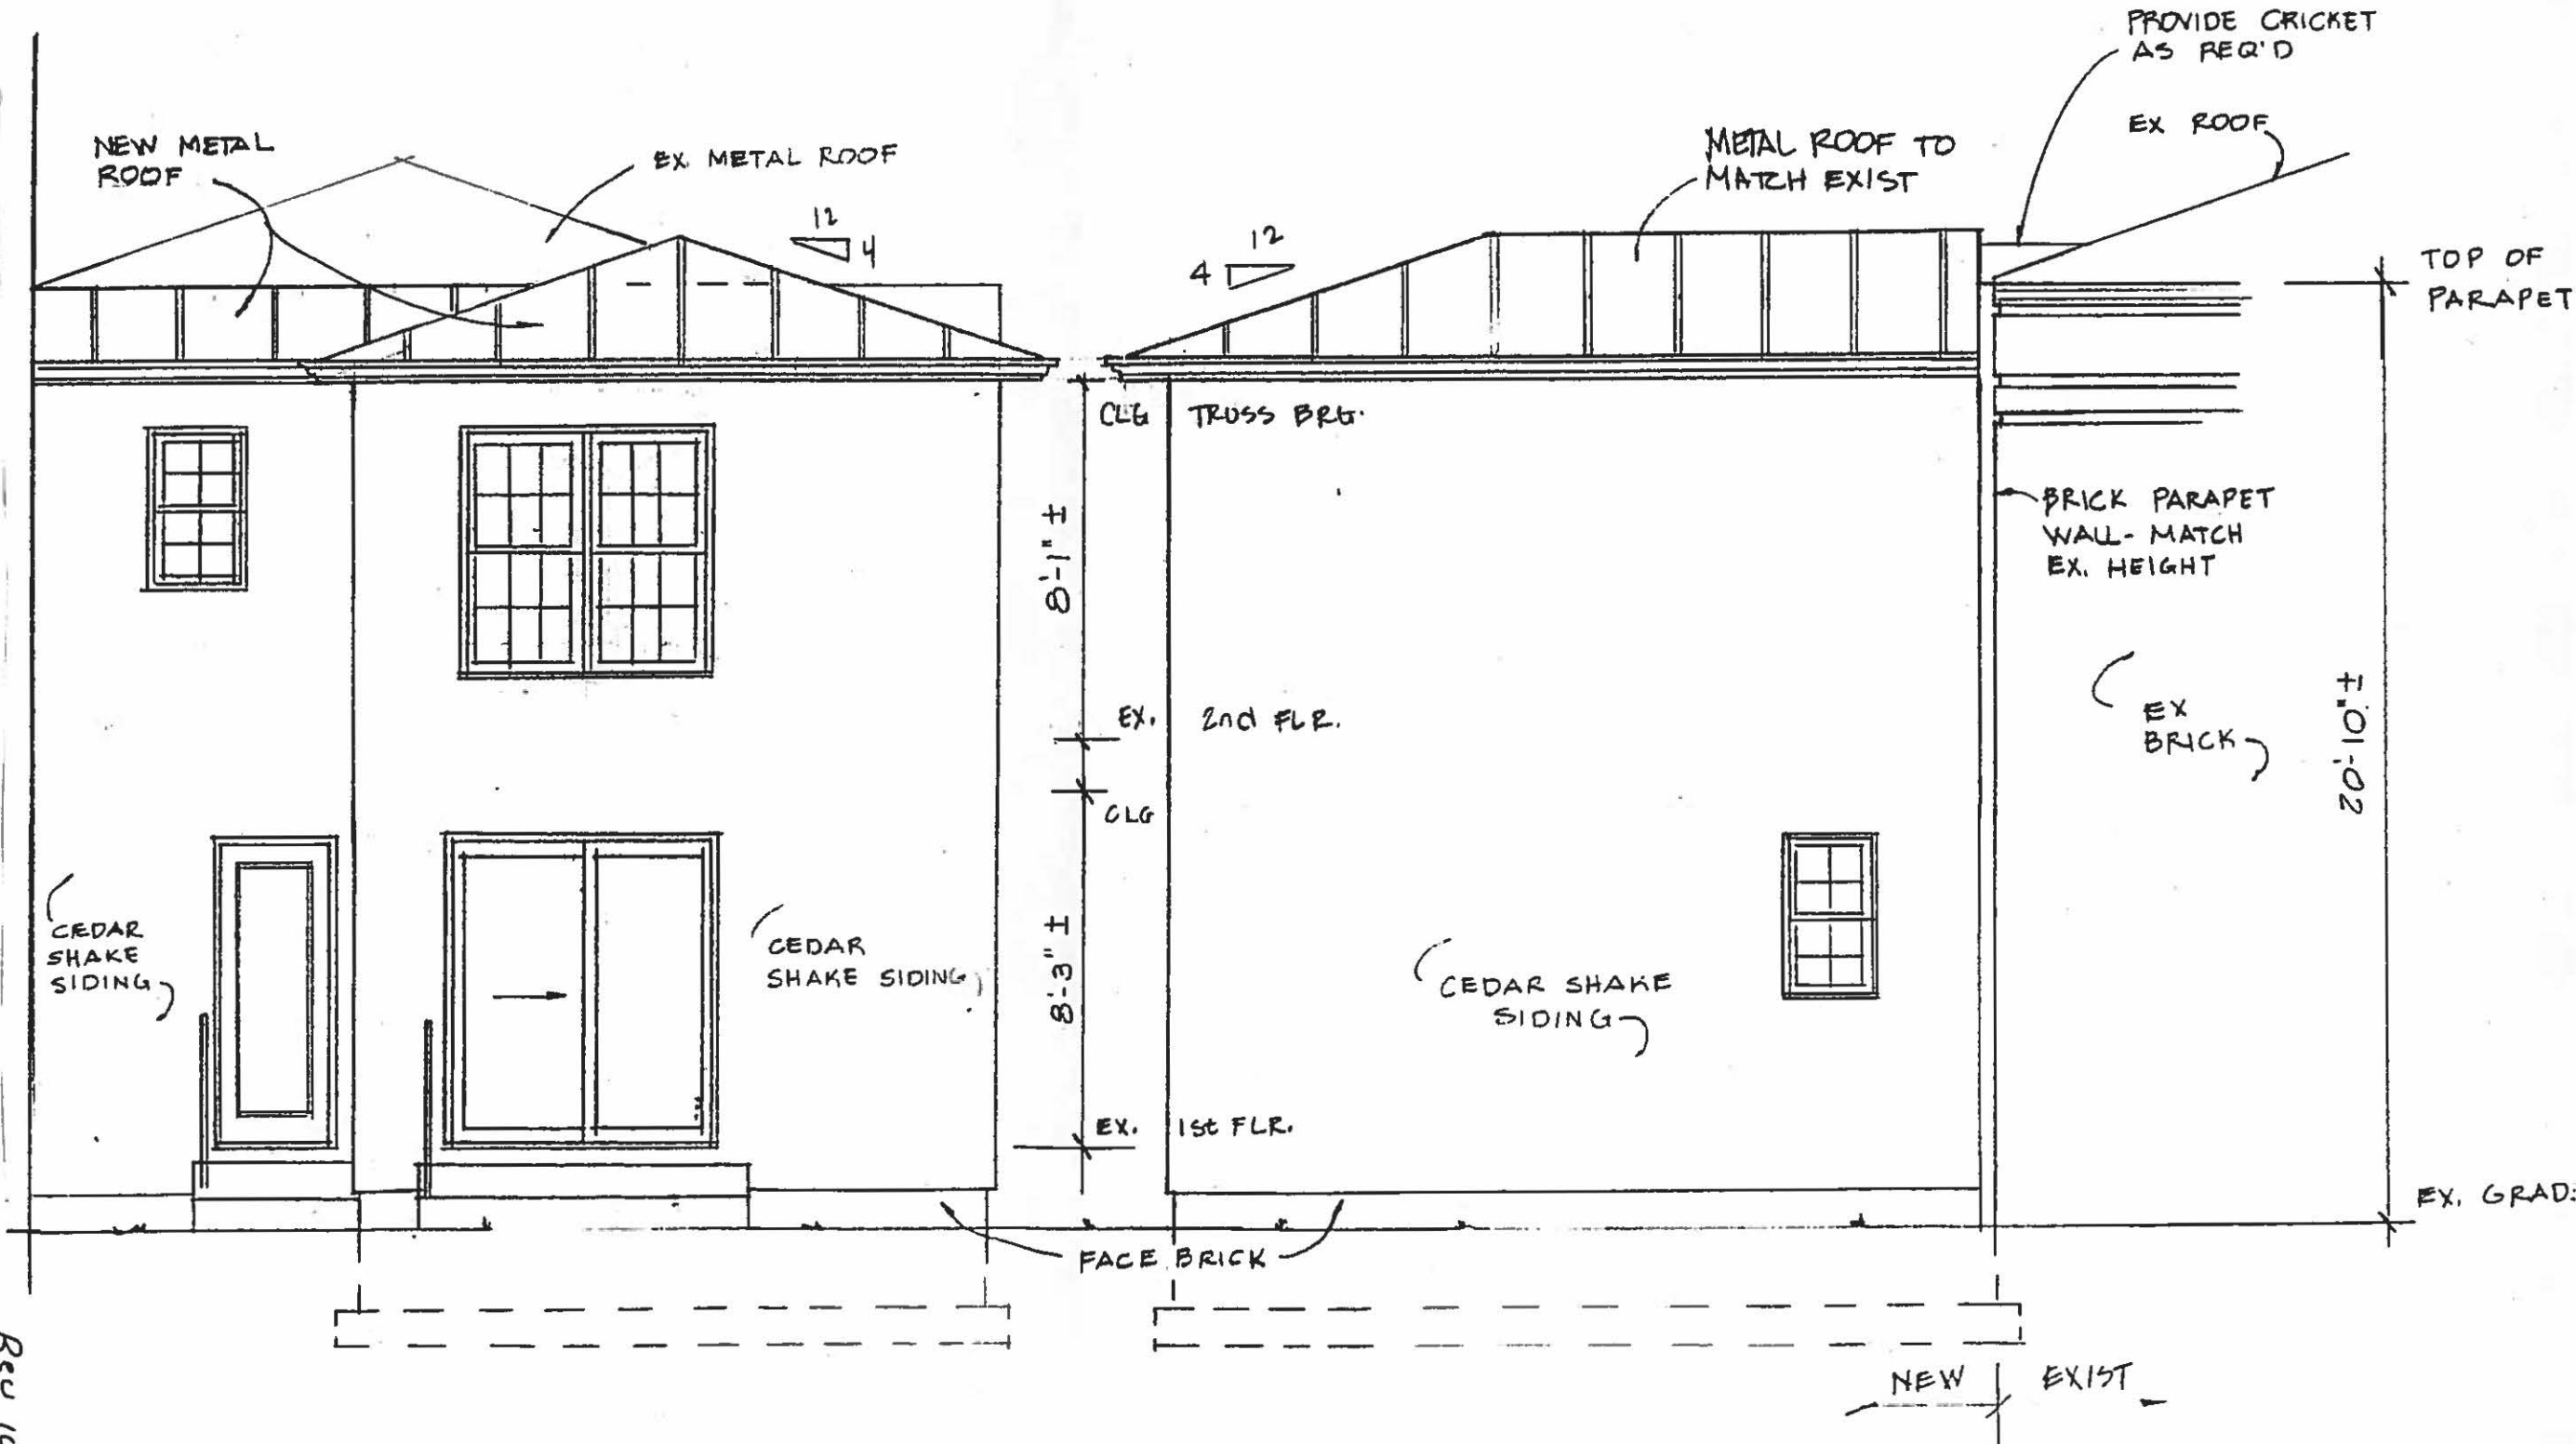 PROVIDE CRICKET
AS REQ'D
EX ROOF
NEW METAL
ROOF
EX. METAL ROOF
12
4
METAL ROOF TO
MATCH EXIST
12
4
TOP OF
PARAPET
CLG
TRUSS BRG.
8'-1" ±
BRICK PARAPET
WALL- MATCH
EX. HEIGHT
EX.
2nd FLR.
EX
BRICK
20'-10" ±
CLG
CEDAR
SHAKE
SIDING
CEDAR
SHAKE SIDING
8'-3" ±
CEDAR SHAKE
SIDING
EX.
1st FLR.
EX. GRAD
FACE BRICK
NEW
EXIST